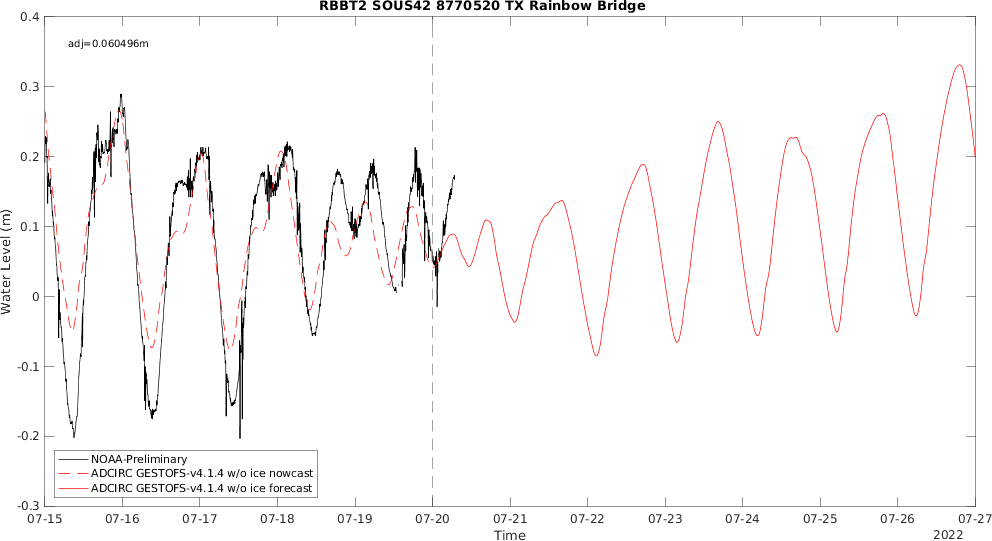 RBBT2 SOUS42 8770520 TX Rainbow Bridge
adj=0.060496m
0.4
0.3
0.2
0.1
0
-0.1
-0.2
-0.3
Water Level (m)
NOAA-Preliminary
ADCIRC GESTOFS-v4.1.4 w/o ice nowcast
ADCIRC GESTOFS-v4.1.4 w/o ice forecast
07-15 07-16 07-17 07-18 07-19 07-20 07-21 07-22 07-23 07-24 07-25 07-26 07-27
Time
2022